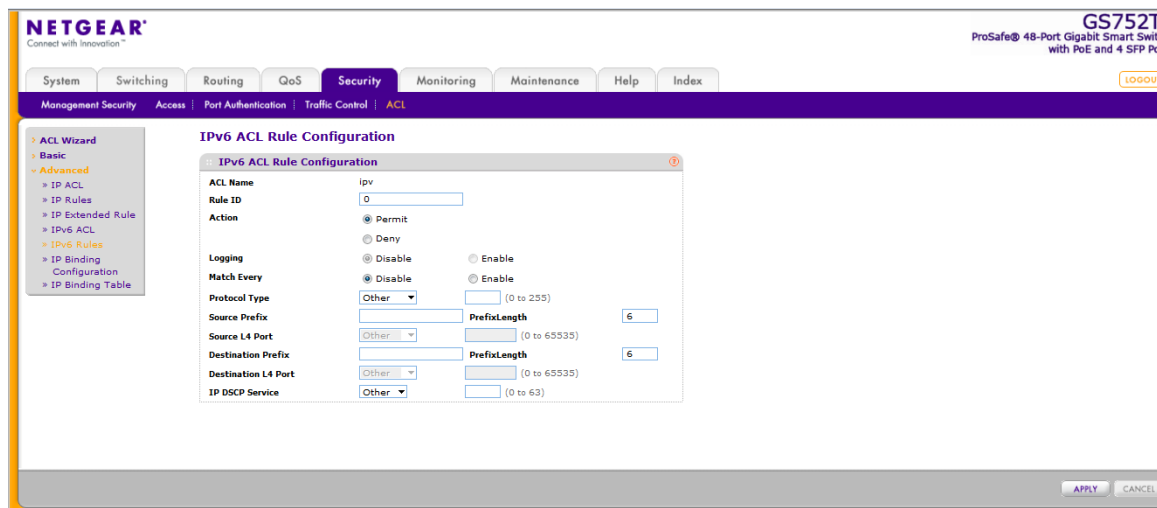 NETGEAR®
Connect with Innovation™
GS752T
ProSafe® 48-Port Gigabit Smart Swit
with PoE and 4 SFP Po
System Switching Routing QoS Security Monitoring Maintenance Help Index
LOGOU
Management Security Access Port Authentication Traffic Control ACL
ACL Wizard
Basic
Advanced
» IP ACL
» IP Rules
» IP Extended Rule
» IPv6 ACL
» IPv6 Rules
» IP Binding
Configuration
» IP Binding Table
IPv6 ACL Rule Configuration
IPv6 ACL Rule Configuration ?
ACL Name ipv
Rule ID 0
Action Permit
Deny
Logging Disable Enable
Match Every Disable Enable
Protocol Type Other (0 to 255)
Source Prefix PrefixLength 6
Source L4 Port Other (0 to 65535)
Destination Prefix PrefixLength 6
Destination L4 Port Other (0 to 65535)
IP DSCP Service Other (0 to 63)
APPLY CANCEL